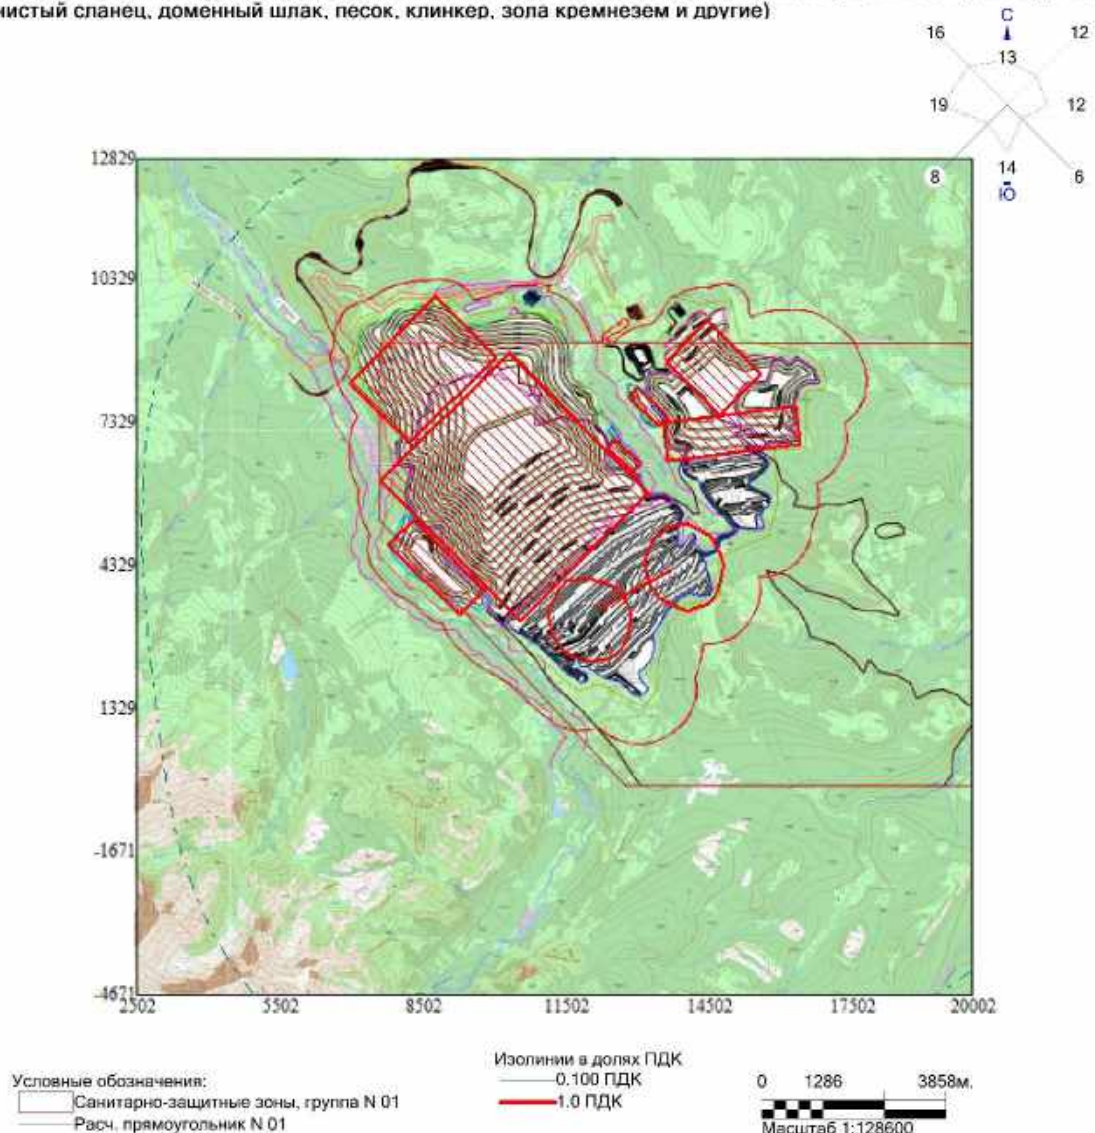 нистый сланец, доменный шлак, песок, клинкер, зола кремнезем и другие)
С
16 12
13
19 12
14
8 6
Ю
12829
10329
7329
4329
1329
-1671
-4671
2502 5502 8502 11502 14502 17502 20002
Условные обозначения:
Санитарно-защитные зоны, группа N 01
Расч. прямоугольник N 01
Изолинии в долях ПДК
0.100 ПДК
1.0 ПДК
0 1286 3858м.
Масштаб 1:128600